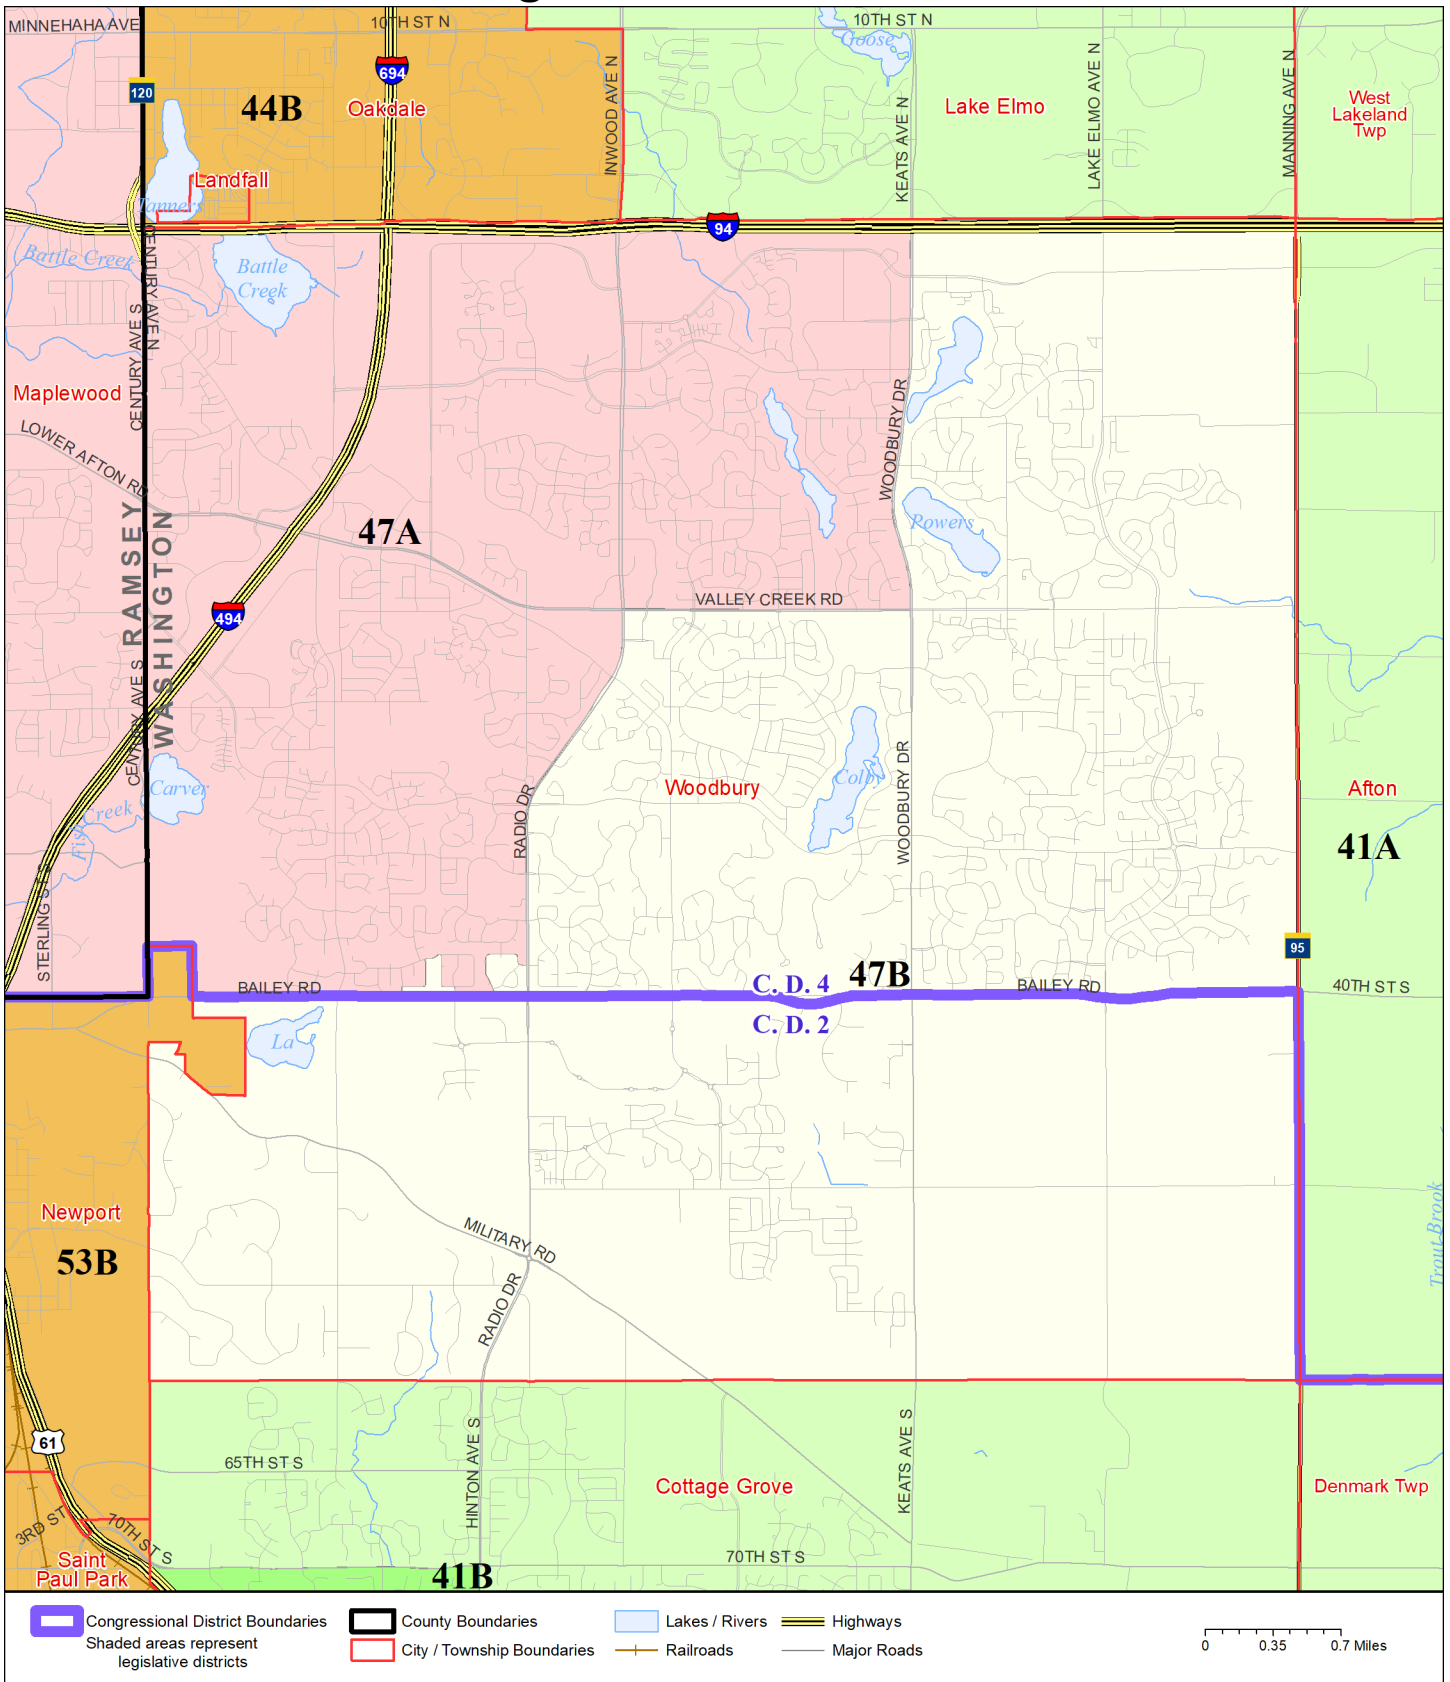 MINNEHAHA AVE
10TH ST N
10TH ST N
Goose
694
120
44B
Oakdale
INWOOD AVE N
KEATS AVE N
Lake Elmo
LAKE ELMO AVE N
MANNING AVE N
West
Lakeland
Twp
Landfall
Tanners
94
Battle Creek
Battle
Creek
CENTURY AVE N
CENTURY AVE S
Maplewood
LOWER AFTON RD
WOODBURY DR
47A
Powers
RAMSEY
WASHINGTON
494
VALLEY CREEK RD
CENTURY AVE S
Carver
Fish Creek
STERLING ST S
RADIO DR
Woodbury
Colby
WOODBURY DR
Afton
41A
95
BAILEY RD
C. D. 4
47B
BAILEY RD
40TH ST S
C. D. 2
La
Newport
53B
MILITARY RD
RADIO DR
Trout Brook
61
65TH ST S
HINTON AVE S
Cottage Grove
KEATS AVE S
Denmark Twp
3RD ST
70TH ST S
Saint
Paul Park
41B
70TH ST S
Congressional District Boundaries
Shaded areas represent
legislative districts
County Boundaries
City / Township Boundaries
Lakes / Rivers
Railroads
Highways
Major Roads
0 0.35 0.7 Miles